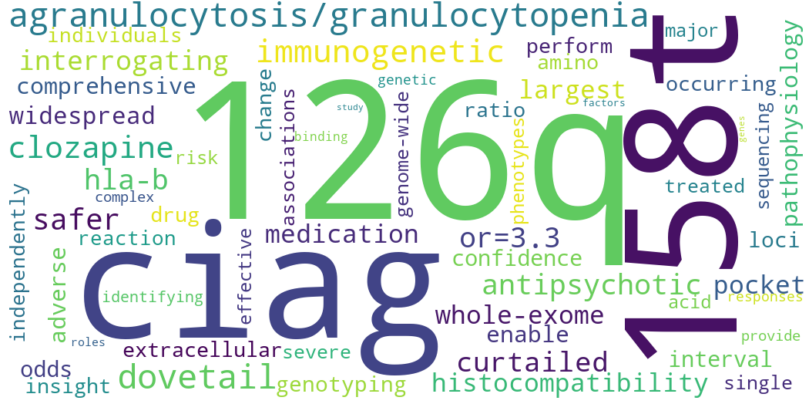 agranulocytosis/granulocytopenia
major
individuals
immunogenetic
perform
interrogating
amino
genetic
comprehensive
change
largest
occurring
126q
158t
study
ratio
factors
widespread
associations
genome-wide
binding
phenotypes
sequencing
genes
pathophysiology
clozapine
risk
hla-b
treated
complex
independently
safer
drug
ciag
medication
or=3.3
loci
reaction
effective
confidence
adverse
identifying
antipsychotic
pocket
acid
responses
whole-exome
roles
enable
provide
extracellular
severe
curtailed
interval
odds
insight
dovetail
genotyping
histocompatibility
single